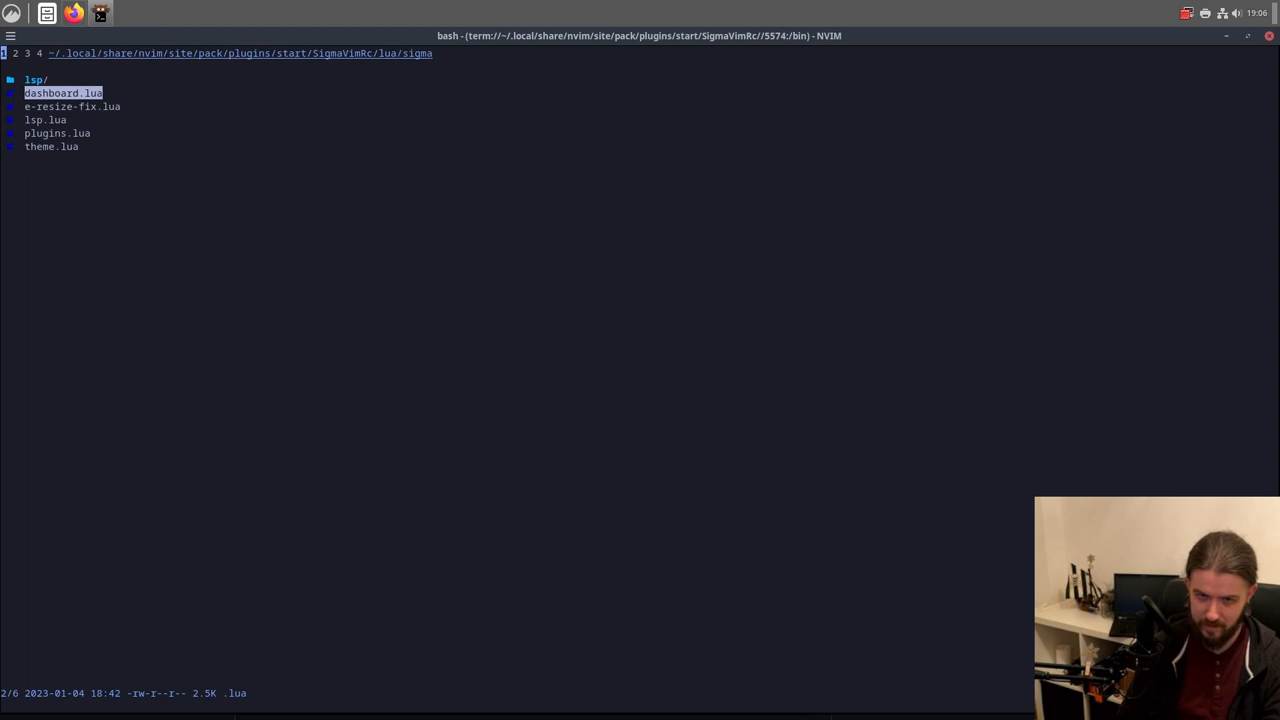 19:06
bash - (term://~/.local/share/nvim/site/pack/plugins/start/SigmaVimRc//5574:/bin) - NVIM
1 2 3 4 ~/.local/share/nvim/site/pack/plugins/start/SigmaVimRc/lua/sigma
lsp/
dashboard.lua
e-resize-fix.lua
lsp.lua
plugins.lua
theme.lua
2/6 2023-01-04 18:42 -rw-r--r-- 2.5K .lua